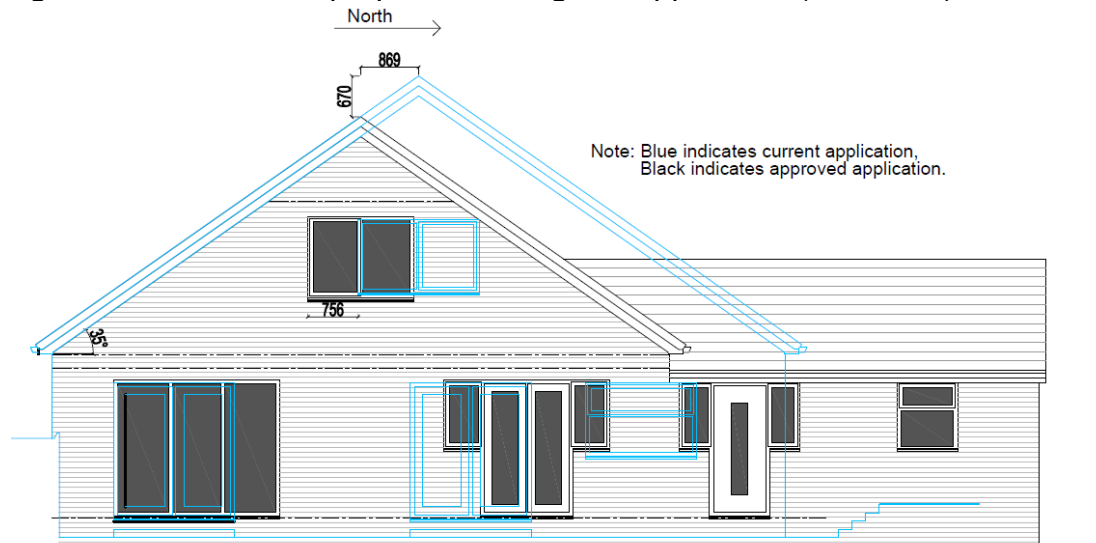 North
869
670
Note: Blue indicates current application,
Black indicates approved application.
756
35°